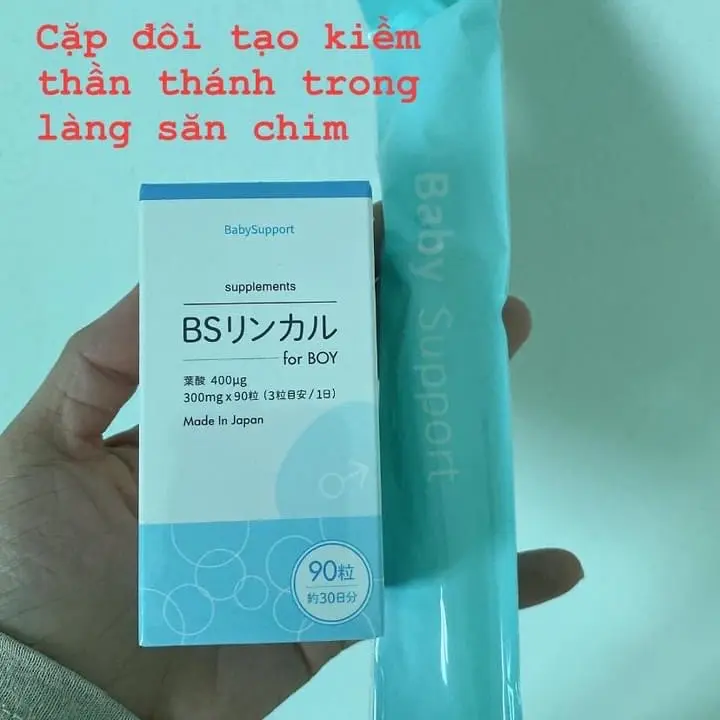 Cặp đôi tạo kiềm
thần thánh trong
làng săn chim
BabySupport
supplements
BSリンカル
for BOY
葉酸 400μg
300mg x 90粒 (3粒目安/1日)
Made In Japan
90粒
約30日分
Baby Support